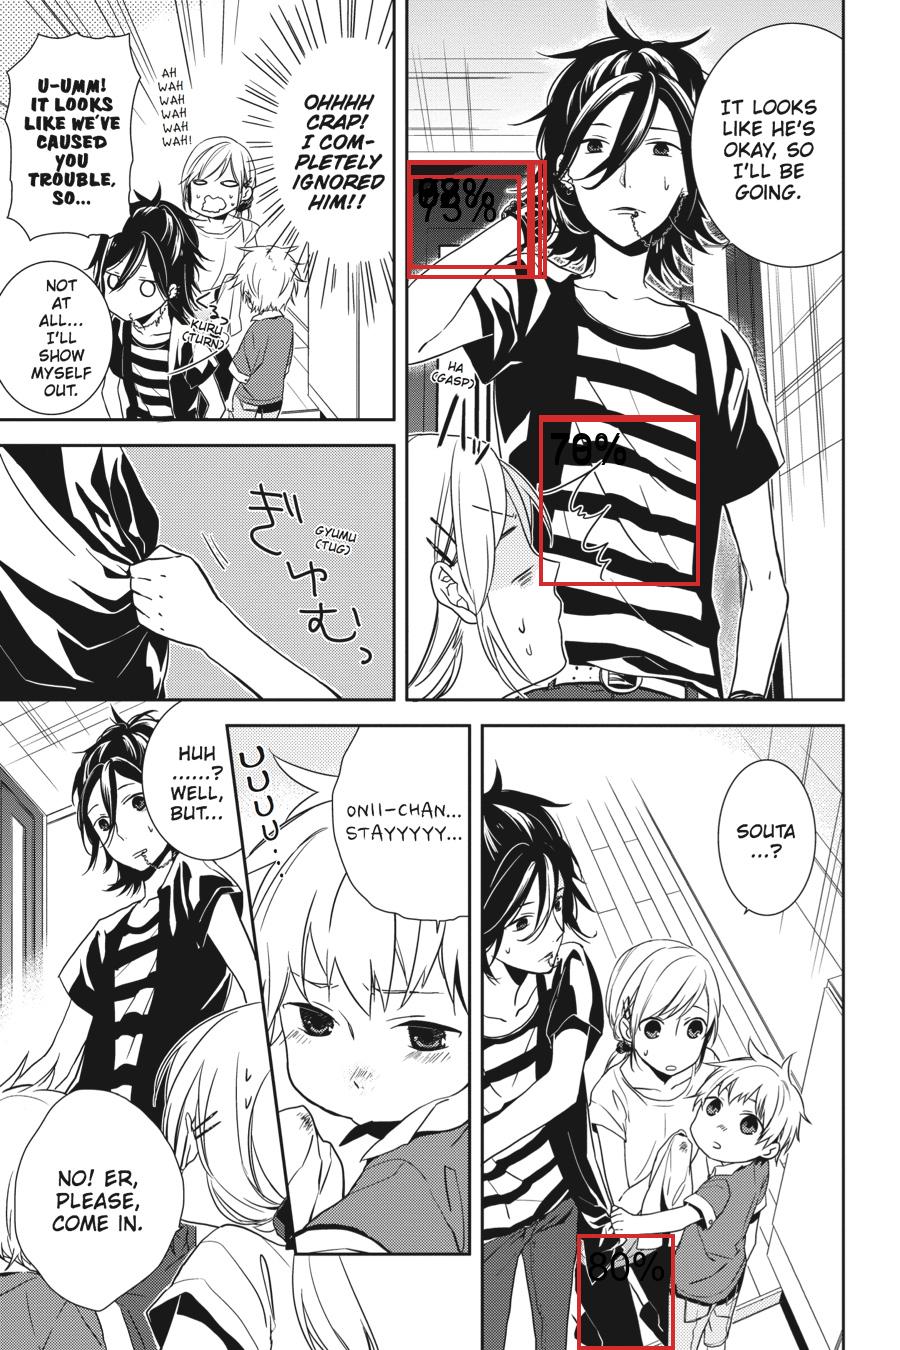 IT LOOKS
LIKE HE'S
OKAY, SO
I'LL BE
GOING.
HA
(GASP)
75%
70%
OHHHH
CRAP!
I COM-
PLETELY
IGNORED
HIM!!
AH
WAH
WAH
WAH
WAH
WAH!
U-UMM!
IT LOOKS
LIKE WE'VE
CAUSED
YOU
TROUBLE,
SO...
KURU
(TURN)
NOT
AT
ALL...
I'LL
SHOW
MYSELF
OUT.
ぎゅむっ
GYUMU
(TUG)
SOUTA
...?
80%
ONII-CHAN...
STAYYYYY...
HUH
......?
WELL,
BUT...
NO! ER,
PLEASE,
COME IN.